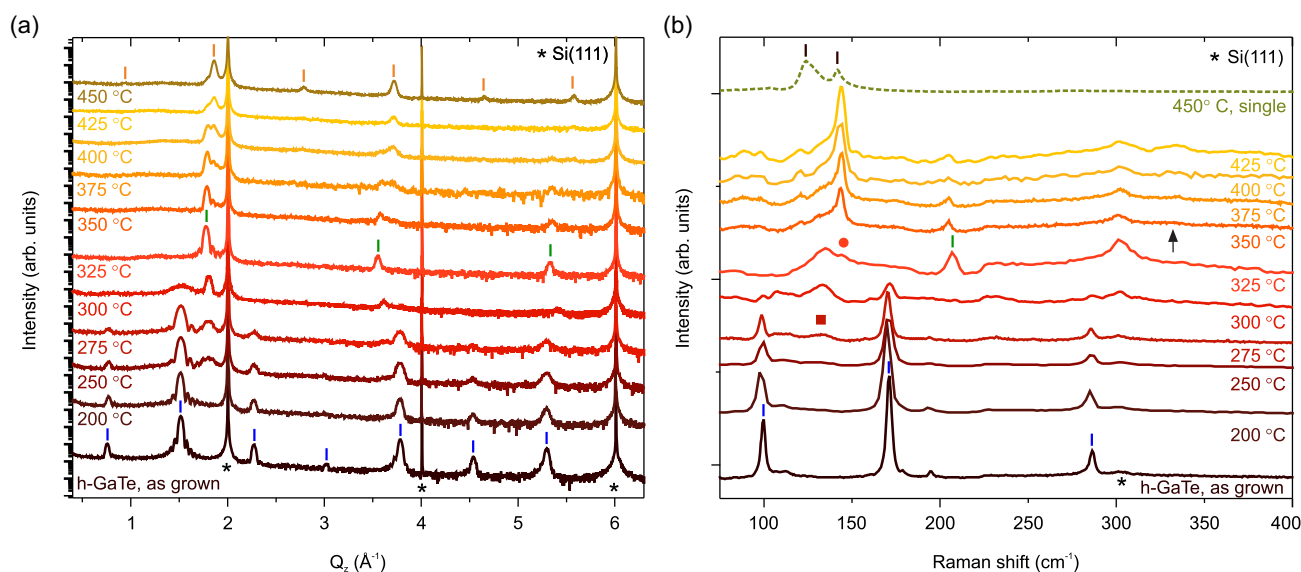 (a)
* Si(111)
450 °C
425 °C
400 °C
375 °C
350 °C
325 °C
300 °C
275 °C
250 °C
200 °C
h-GaTe, as grown
* * *
Intensity (arb. units)
1 2 3 4 5 6
Q_z (Å⁻¹)
(b)
* Si(111)
450° C, single
425 °C
400 °C
375 °C
350 °C
325 °C
300 °C
275 °C
250 °C
200 °C
*
h-GaTe, as grown
Intensity (arb. units)
100 150 200 250 300 350 400
Raman shift (cm⁻¹)